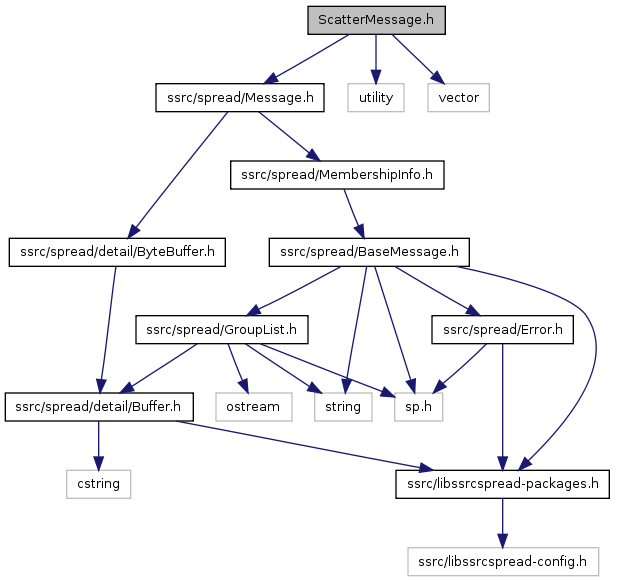 ScatterMessage.h
ssrc/spread/Message.h
utility
vector
ssrc/spread/MembershipInfo.h
ssrc/spread/detail/ByteBuffer.h
ssrc/spread/BaseMessage.h
ssrc/spread/GroupList.h
ssrc/spread/Error.h
ssrc/spread/detail/Buffer.h
ostream
string
sp.h
cstring
ssrc/libssrcspread-packages.h
ssrc/libssrcspread-config.h